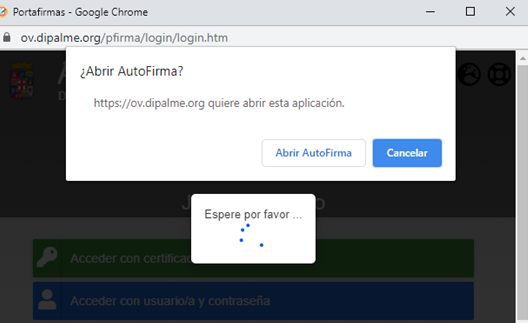 Portafirmas - Google Chrome
ov.dipalme.org/pfirma/login/login.htm
¿Abrir AutoFirma?
https://ov.dipalme.org quiere abrir esta aplicación.
Abrir AutoFirma
Cancelar
Espere por favor ...
Acceder con certifica
Acceder con usuario/a y contraseña